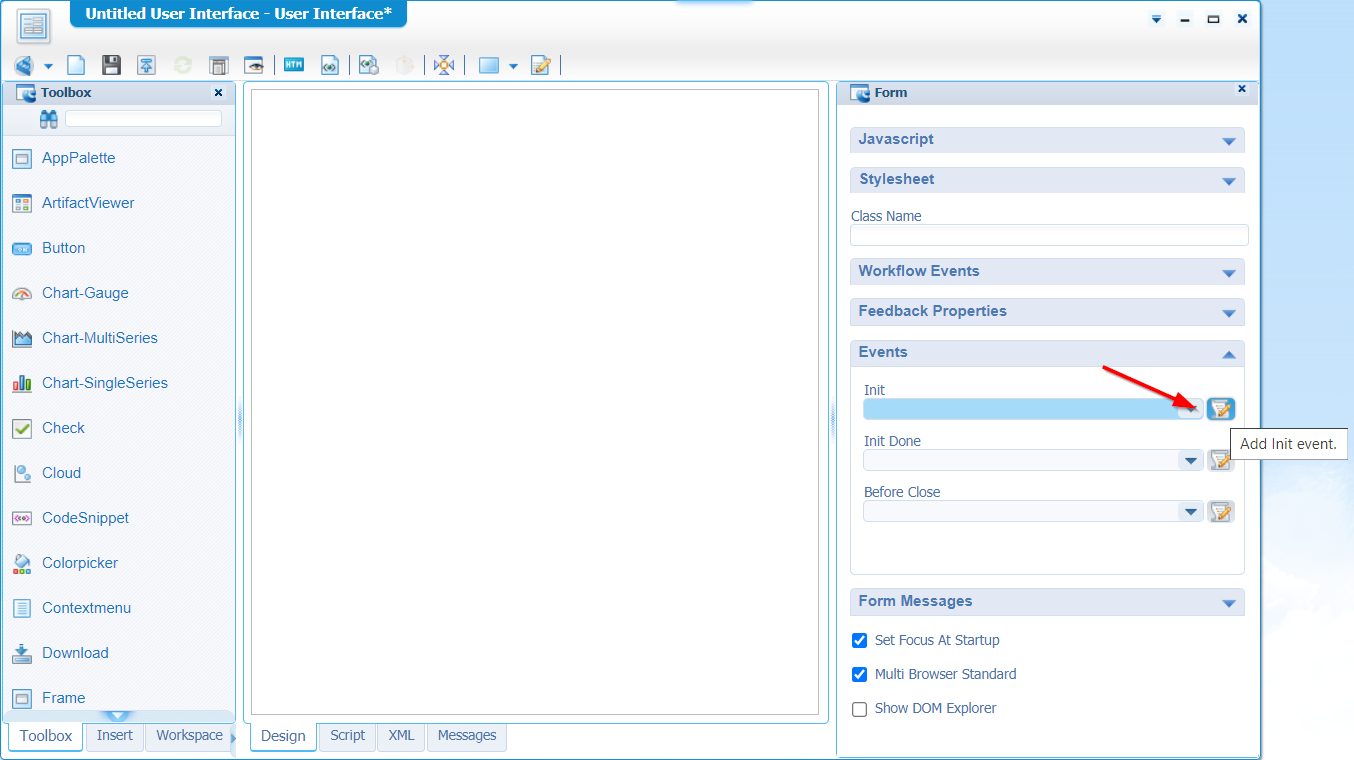 Untitled User Interface - User Interface*
HTM
Toolbox
AppPalette
ArtifactViewer
Button
Chart-Gauge
Chart-MultiSeries
Chart-SingleSeries
Check
Cloud
CodeSnippet
Colorpicker
Contextmenu
Download
Frame
Toolbox
Insert
Workspace
Design
Script
XML
Messages
Form
Javascript
Stylesheet
Class Name
Workflow Events
Feedback Properties
Events
Init
Add Init event.
Init Done
Before Close
Form Messages
Set Focus At Startup
Multi Browser Standard
Show DOM Explorer